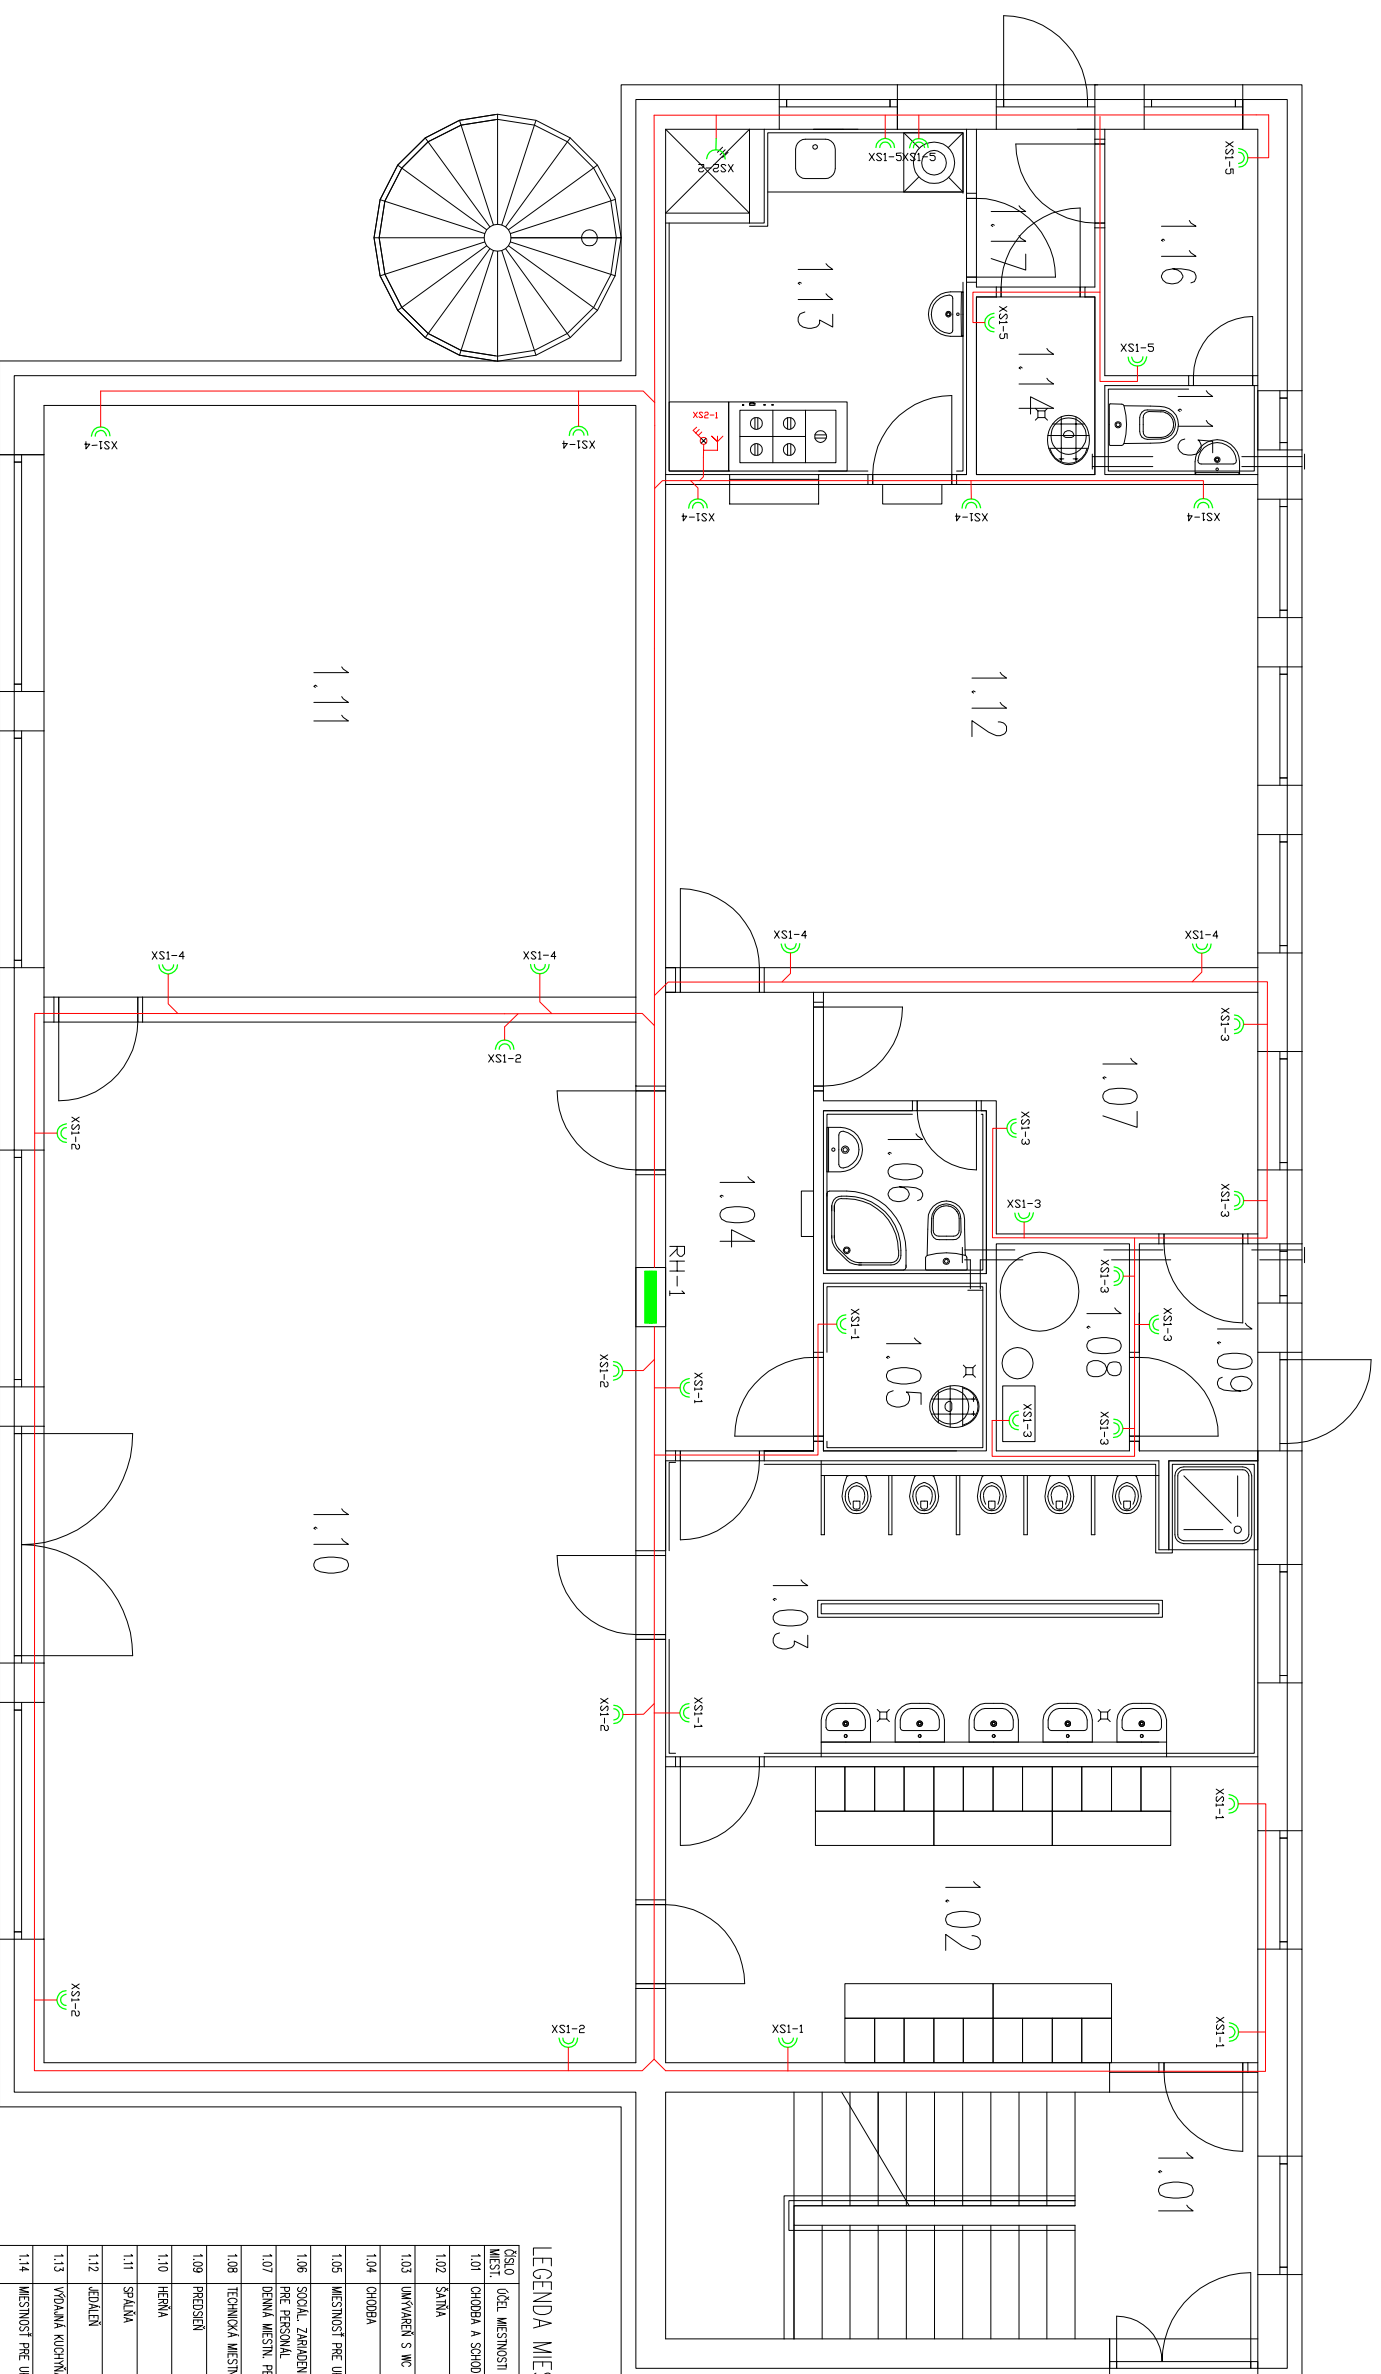 XS1-5
XS1-5
XS1-5
XS2-2
1.16
1.17
1.13
XS1-5
XS1-5
1.14
XS2-1
XS1-4
XS1-4
XS1-4
XS1-4
XS1-4
1.11
1.12
XS1-4
XS1-4
XS1-4
XS1-4
XS1-2
XS1-3
1.07
XS1-2
XS1-3
1.06
XS1-3
XS1-3
1.04
RH-1
XS1-3
XS1-3
XS1-1
1.08
1.09
1.05
XS1-2
XS1-1
XS1-3
XS1-3
1.10
1.03
XS1-2
XS1-1
XS1-1
1.02
XS1-2
XS1-2
XS1-1
XS1-1
1.01
LEGENDA
ČÍSLO MIEST. ÚČEL MIESTNOSTI
1.01 CHODBA A
1.02 ŠATŇA
1.03 UMYVAREŇ S WC
1.04 CHODBA
1.05 MIESTNOSŤ PRE
1.06 SOCIÁL.
PRE PERSONÁL
1.07 DENNÁ MIESTN.
1.08 TECHNICKÁ
1.09 PREDSIEŇ
1.10 HERŇA
1.11 SPÁLŇA
1.12 JEDÁLEŇ
1.13 VÝDAJNÁ
1.14 MIESTNOSŤ PRE